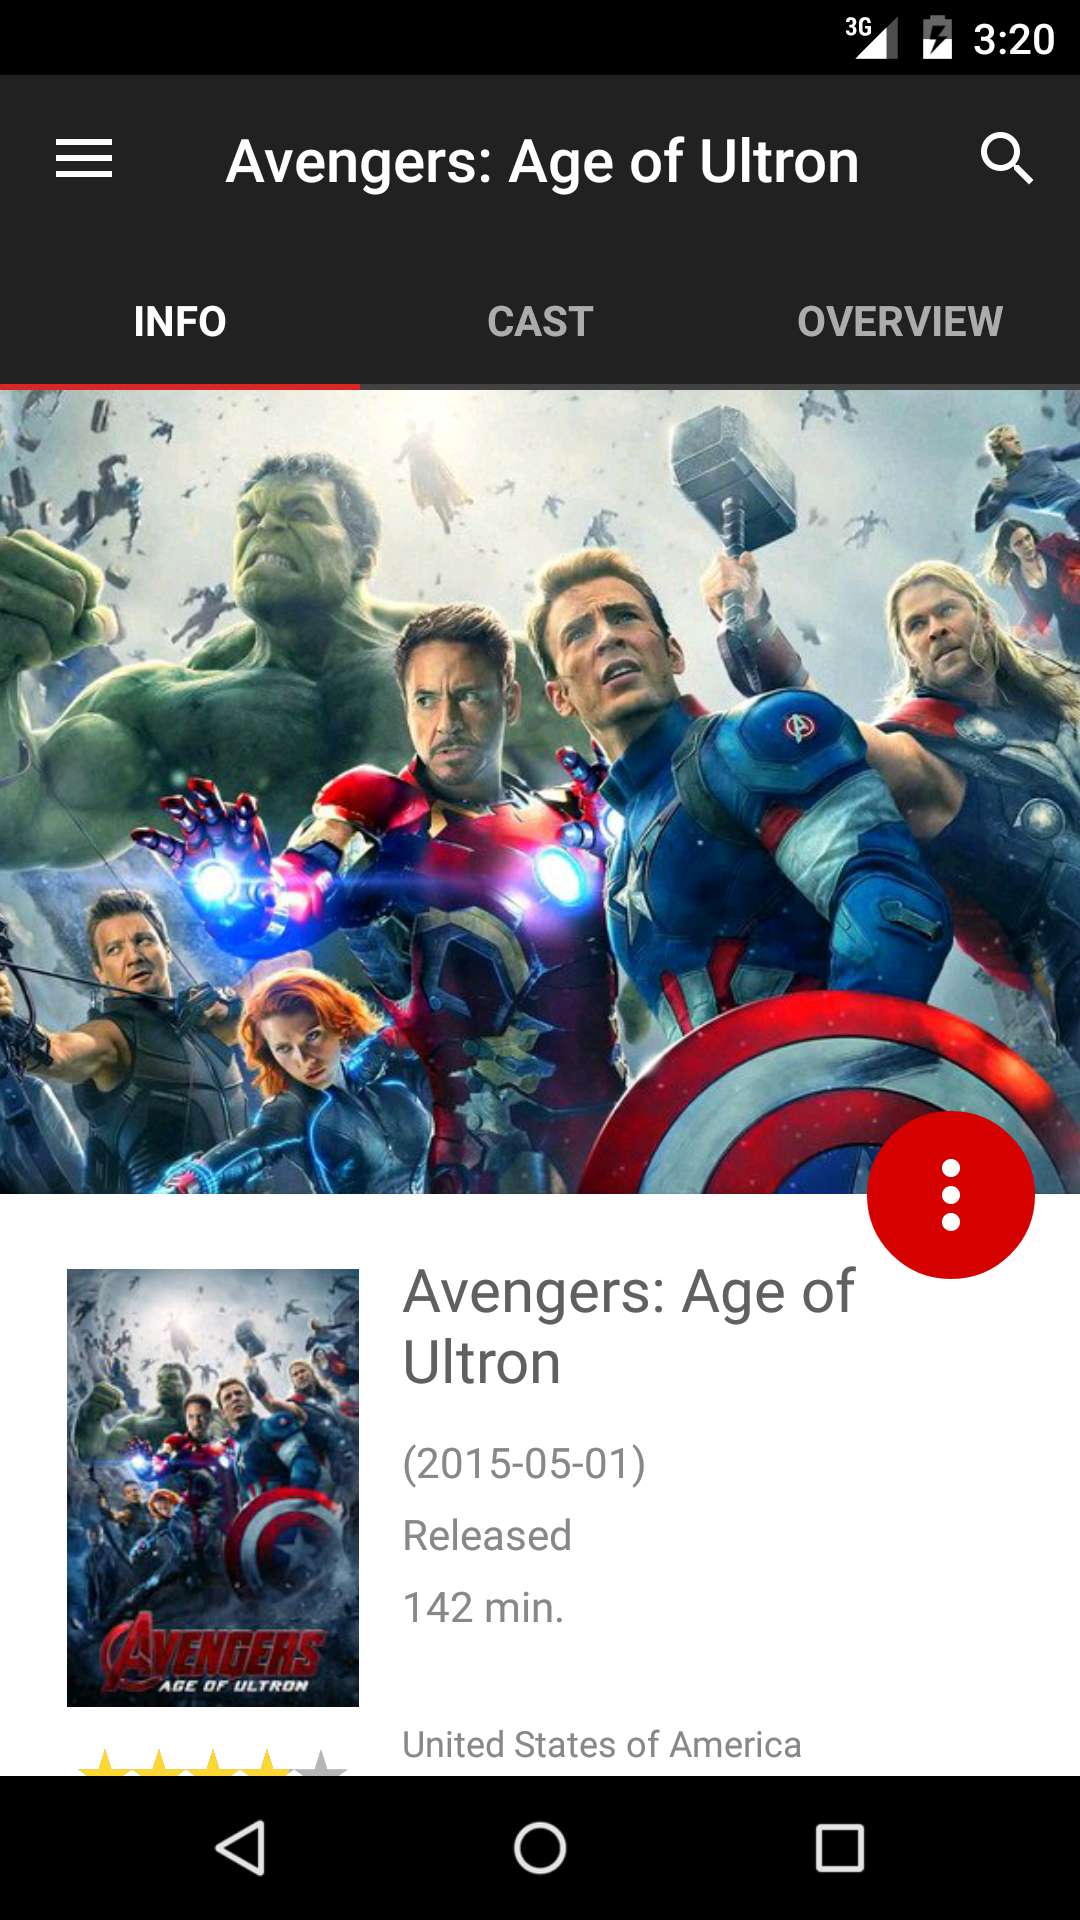 3G 3:20
Avengers: Age of Ultron
INFO CAST OVERVIEW
Avengers: Age of
Ultron
(2015-05-01)
Released
142 min.
AVENGERS
AGE OF ULTRON
United States of America